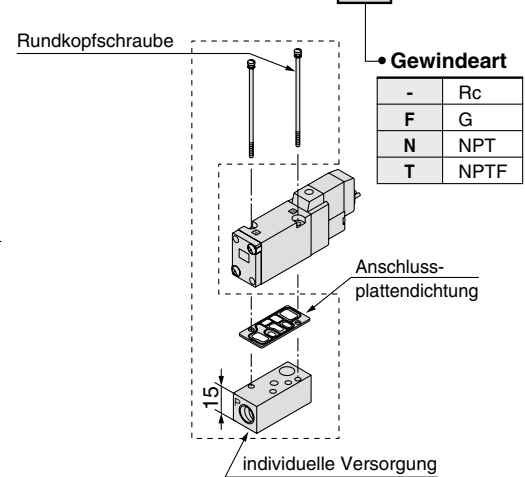 Rundkopfschraube
Gewindeart
- Rc
F G
N NPT
T NPTF
Anschluss-
plattendichtung
15
P
individuelle Versorgung